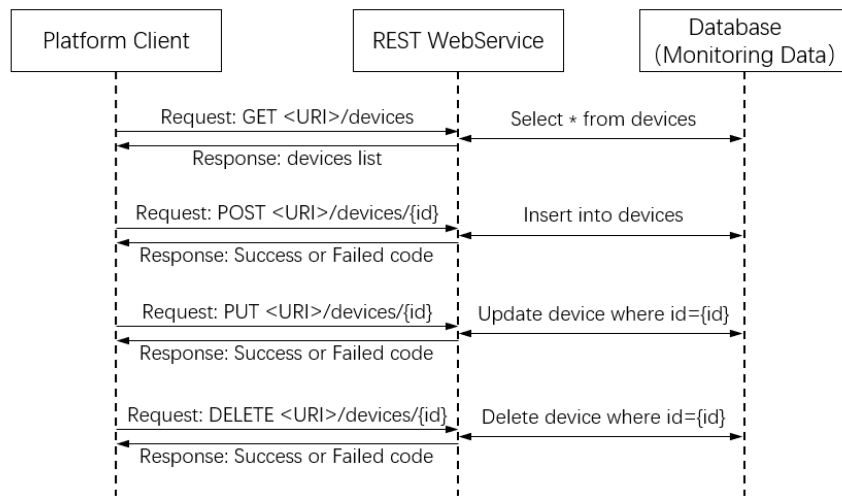 Platform Client
REST WebService
Database
(Monitoring Data)
Request: GET <URI>/devices
Select * from devices
Response: devices list
Request: POST <URI>/devices/{id}
Insert into devices
Response: Success or Failed code
Request: PUT <URI>/devices/{id}
Update device where id={id}
Response: Success or Failed code
Request: DELETE <URI>/devices/{id}
Delete device where id={id}
Response: Success or Failed code